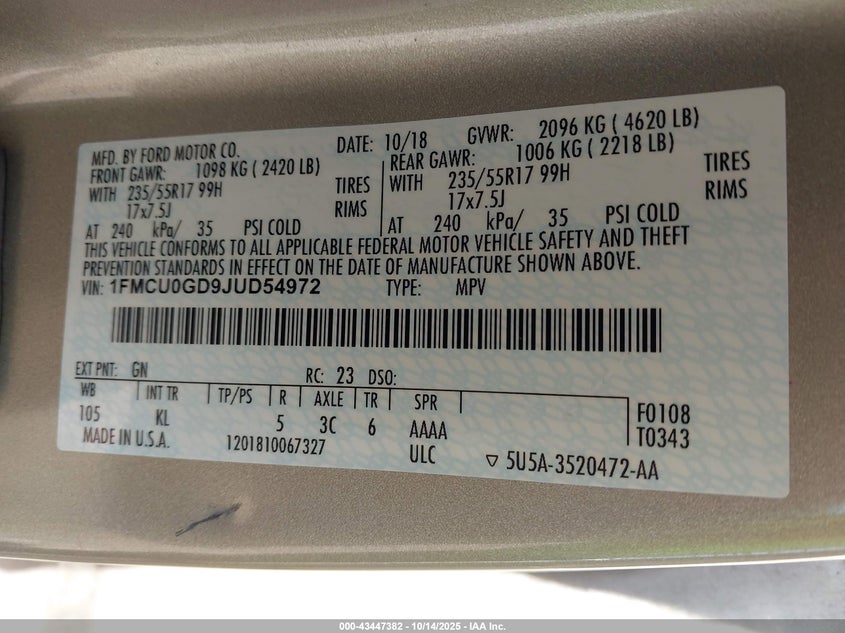 MFD. BY FORD MOTOR CO. DATE: 10/18 GVWR: 2096 KG ( 4620 LB)
FRONT GAWR: 1098 KG ( 2420 LB) REAR GAWR: 1006 KG ( 2218 LB)
WITH 235/55R17 99H TIRES WITH 235/55R17 99H TIRES
17x7.5J RIMS 17x7.5J RIMS
AT 240 kPa/ 35 PSI COLD AT 240 kPa/ 35 PSI COLD
THIS VEHICLE CONFORMS TO ALL APPLICABLE FEDERAL MOTOR VEHICLE SAFETY AND THEFT
PREVENTION STANDARDS IN EFFECT ON THE DATE OF MANUFACTURE SHOWN ABOVE.
VIN: 1FMCU0GD9JUD54972 TYPE: MPV
EXT PNT: GN RC: 23 DSO:
WB INT TR TP/PS R AXLE TR SPR
105 KL 5 3C 6 AAAA F0108
MADE IN U.S.A. 1201810067327 ULC T0343
5U5A-3520472-AA
000-43447382 - 10/14/2025 - IAA Inc.